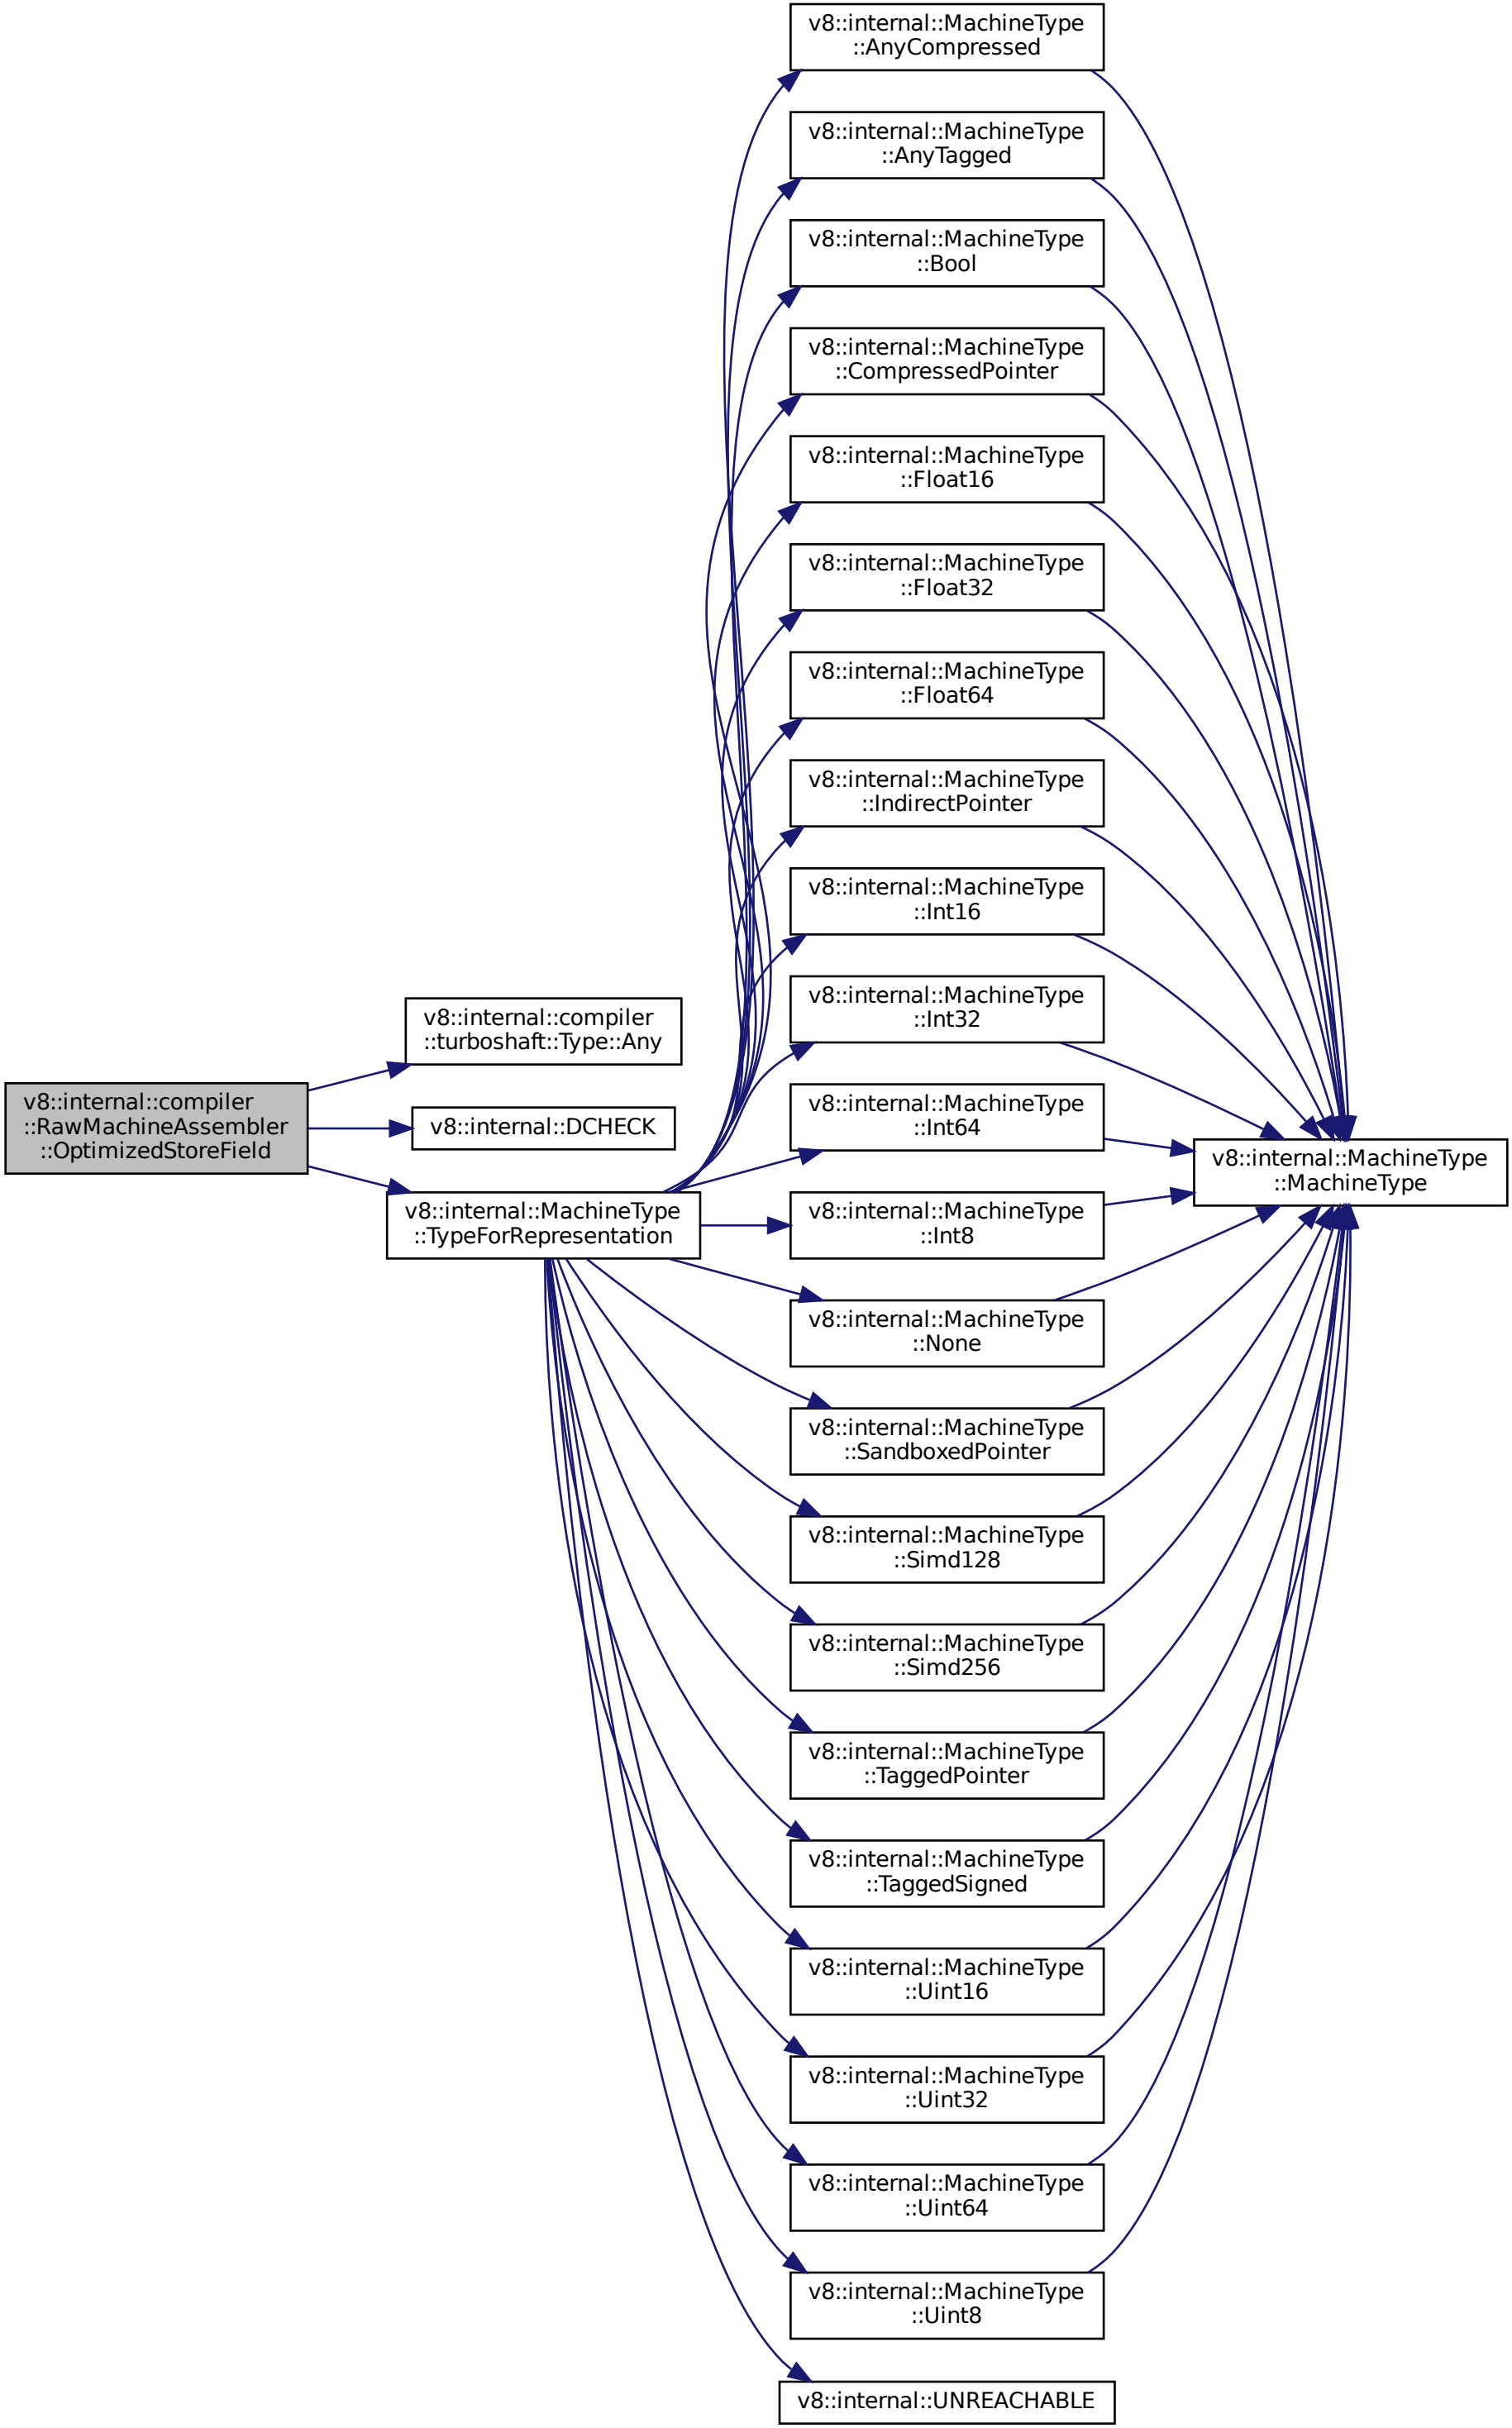 v8::internal::MachineType
::AnyCompressed
v8::internal::MachineType
::AnyTagged
v8::internal::MachineType
::Bool
v8::internal::MachineType
::CompressedPointer
v8::internal::MachineType
::Float16
v8::internal::MachineType
::Float32
v8::internal::MachineType
::Float64
v8::internal::MachineType
::IndirectPointer
v8::internal::MachineType
::Int16
v8::internal::MachineType
::Int32
v8::internal::compiler
::turboshaft::Type::Any
v8::internal::compiler
::RawMachineAssembler
::OptimizedStoreField
v8::internal::DCHECK
v8::internal::MachineType
::Int64
v8::internal::MachineType
::MachineType
v8::internal::MachineType
::TypeForRepresentation
v8::internal::MachineType
::Int8
v8::internal::MachineType
::None
v8::internal::MachineType
::SandboxedPointer
v8::internal::MachineType
::Simd128
v8::internal::MachineType
::Simd256
v8::internal::MachineType
::TaggedPointer
v8::internal::MachineType
::TaggedSigned
v8::internal::MachineType
::Uint16
v8::internal::MachineType
::Uint32
v8::internal::MachineType
::Uint64
v8::internal::MachineType
::Uint8
v8::internal::UNREACHABLE